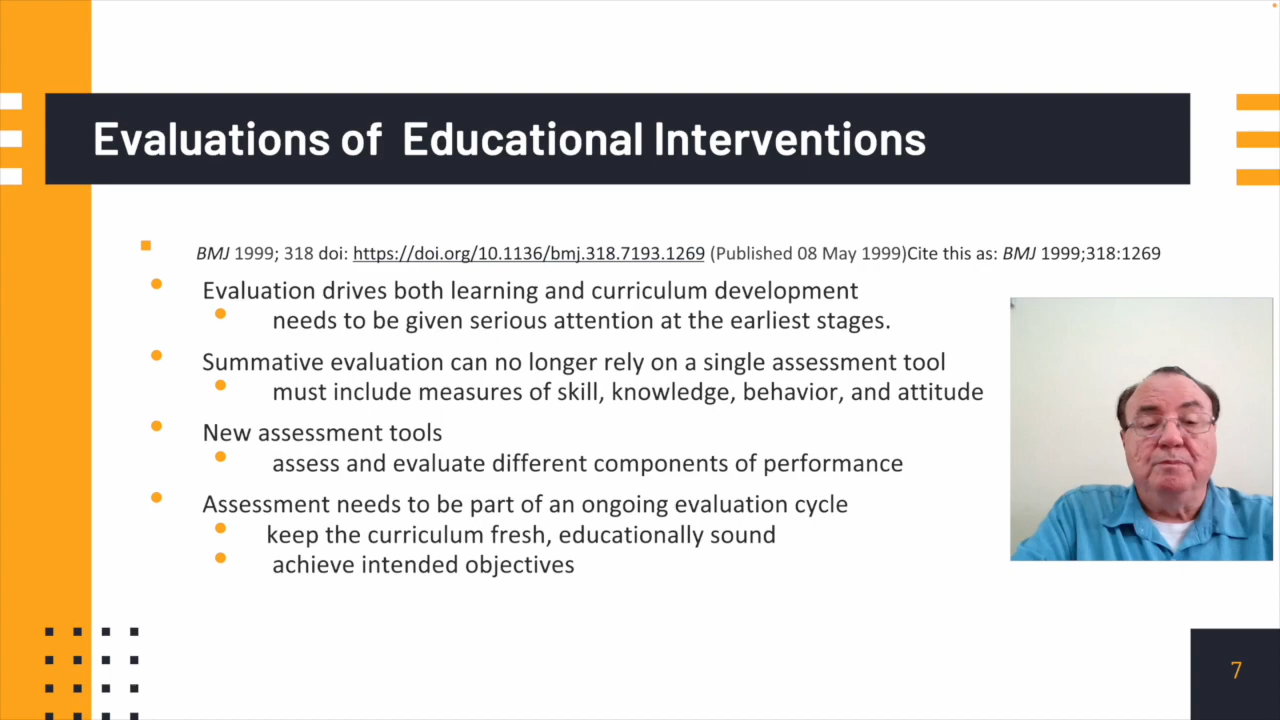 Evaluations of Educational Interventions
BMJ 1999; 318 doi: https://doi.org/10.1136/bmj.318.7193.1269 (Published 08 May 1999)Cite this as: BMJ 1999;318:1269
Evaluation drives both learning and curriculum development
needs to be given serious attention at the earliest stages.
Summative evaluation can no longer rely on a single assessment tool
must include measures of skill, knowledge, behavior, and attitude
New assessment tools
assess and evaluate different components of performance
Assessment needs to be part of an ongoing evaluation cycle
keep the curriculum fresh, educationally sound
achieve intended objectives
7